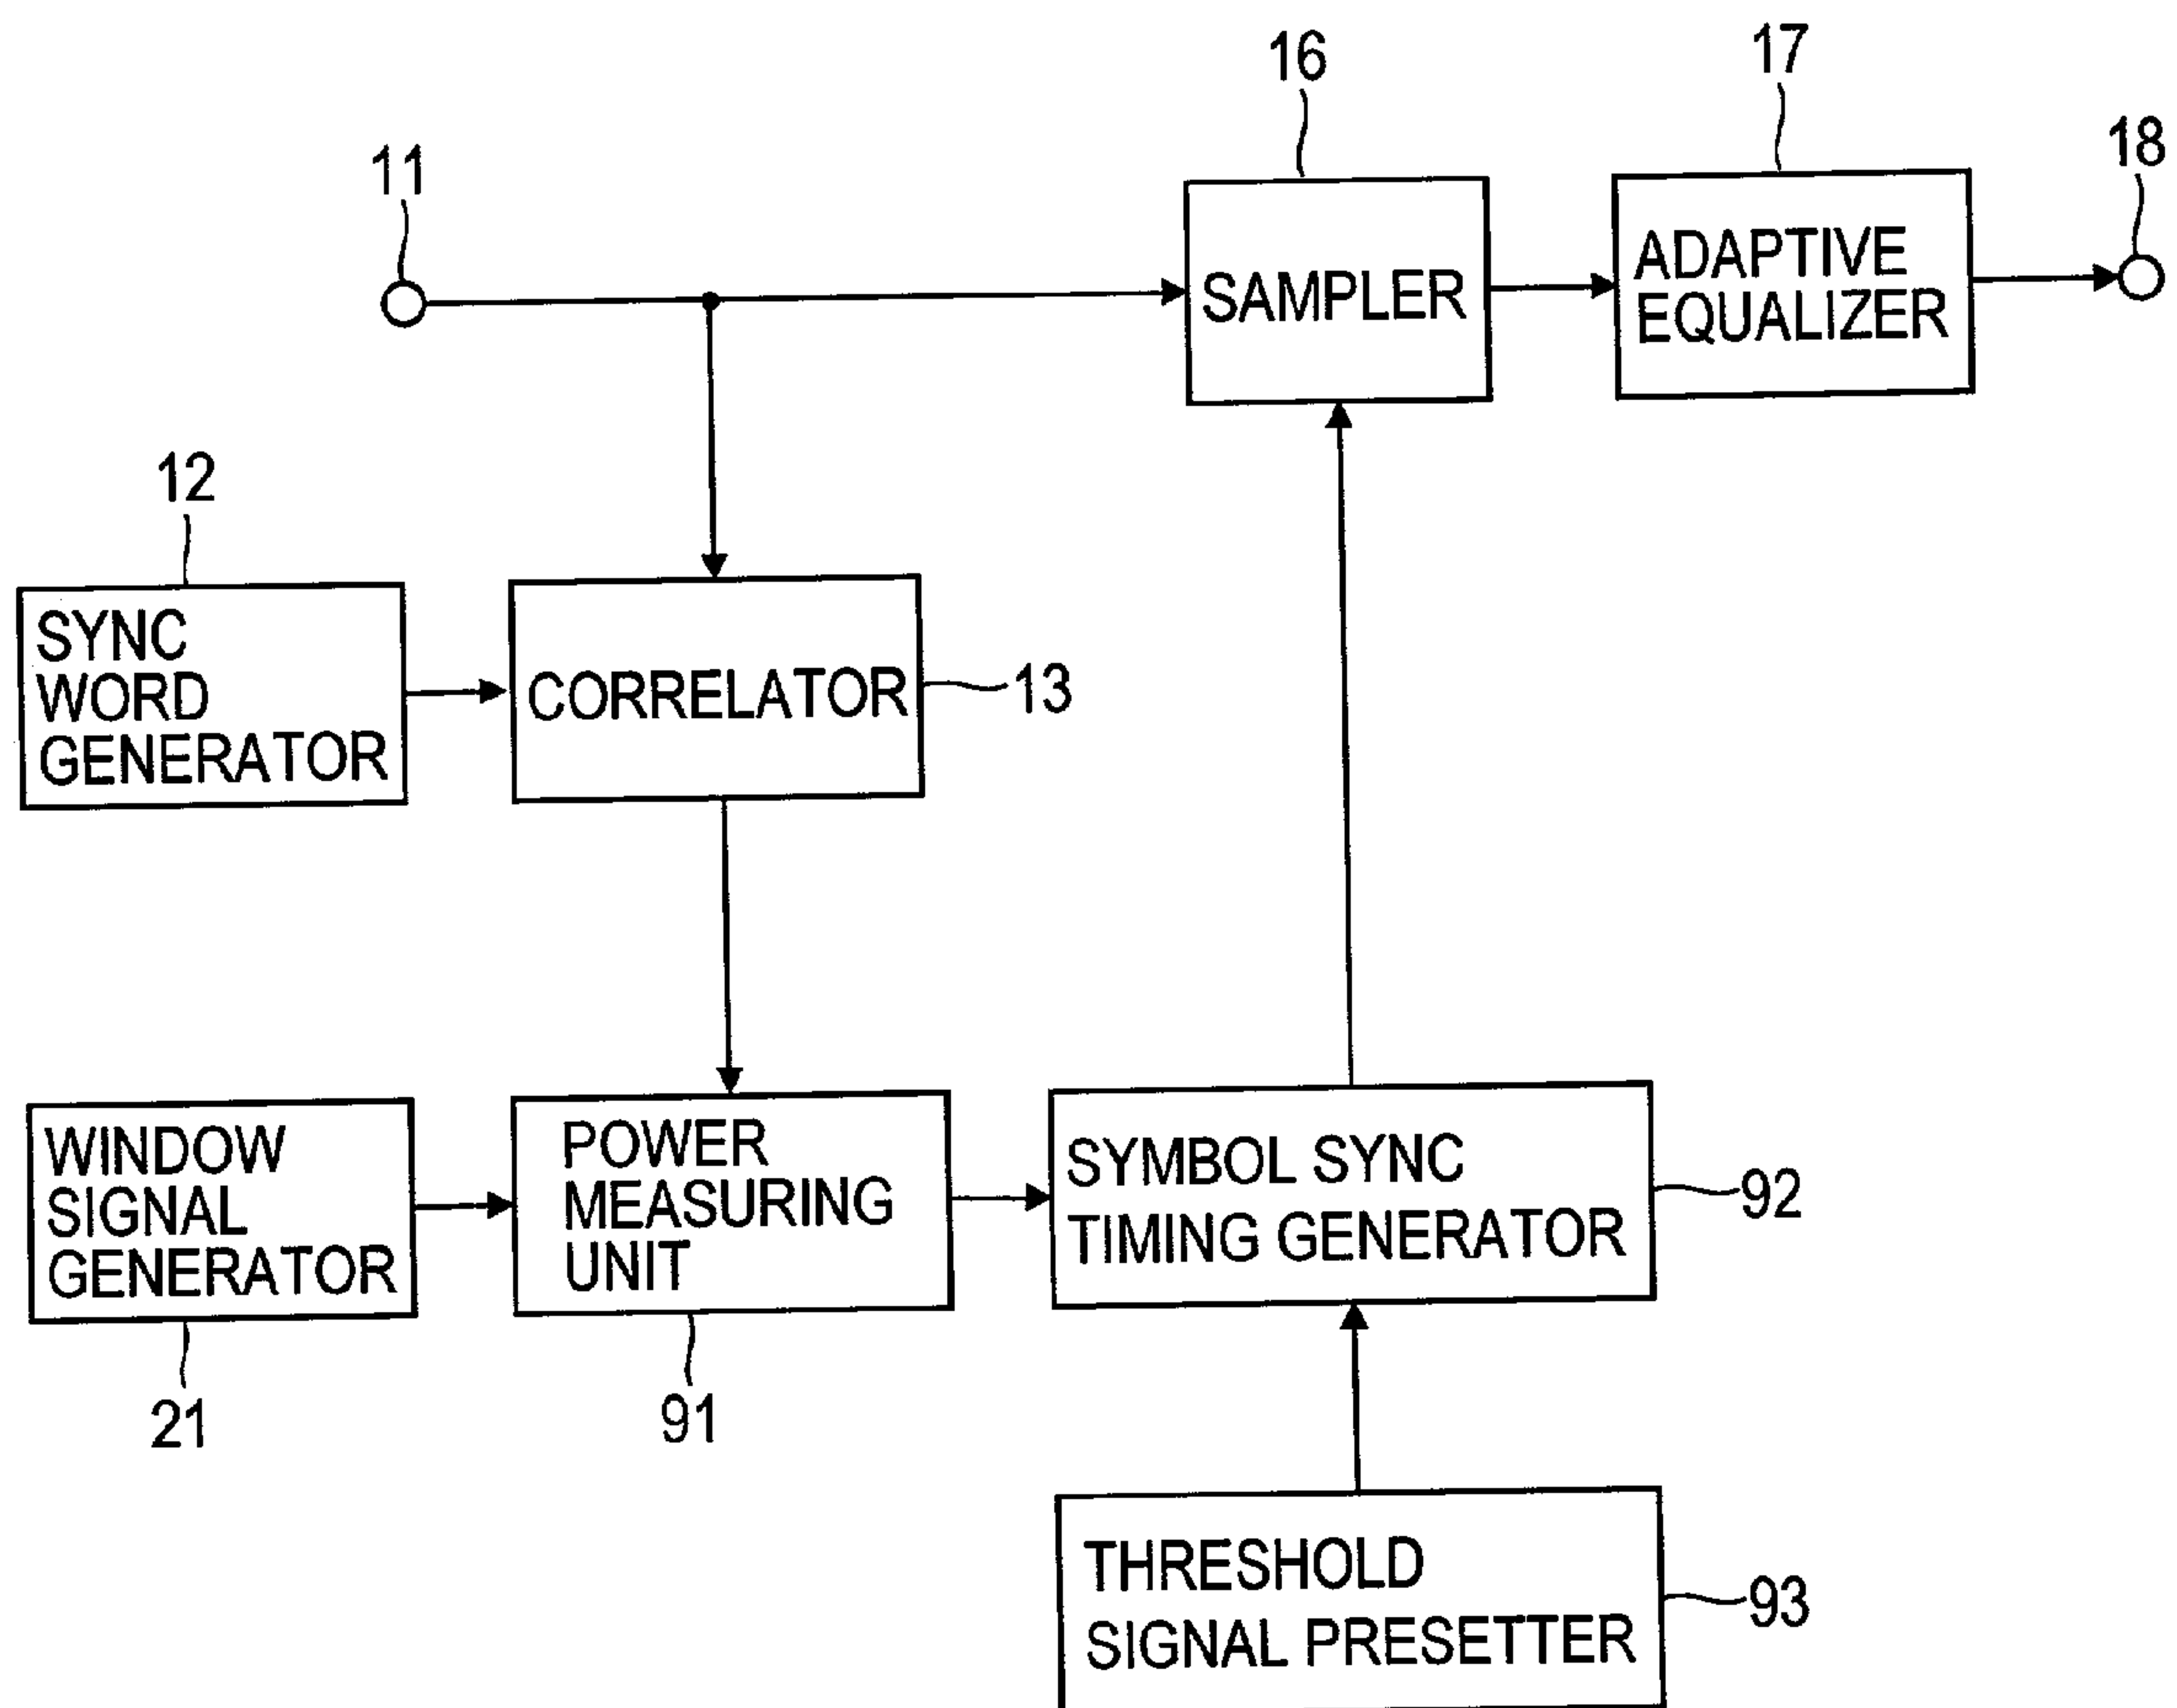 16
17
18
11
SAMPLER
ADAPTIVE
EQUALIZER
12
SYNC
WORD
GENERATOR
CORRELATOR
13
WINDOW
SIGNAL
GENERATOR
POWER
MEASURING
UNIT
SYMBOL SYNC
TIMING GENERATOR
92
21
91
THRESHOLD
SIGNAL PRESETTER
93